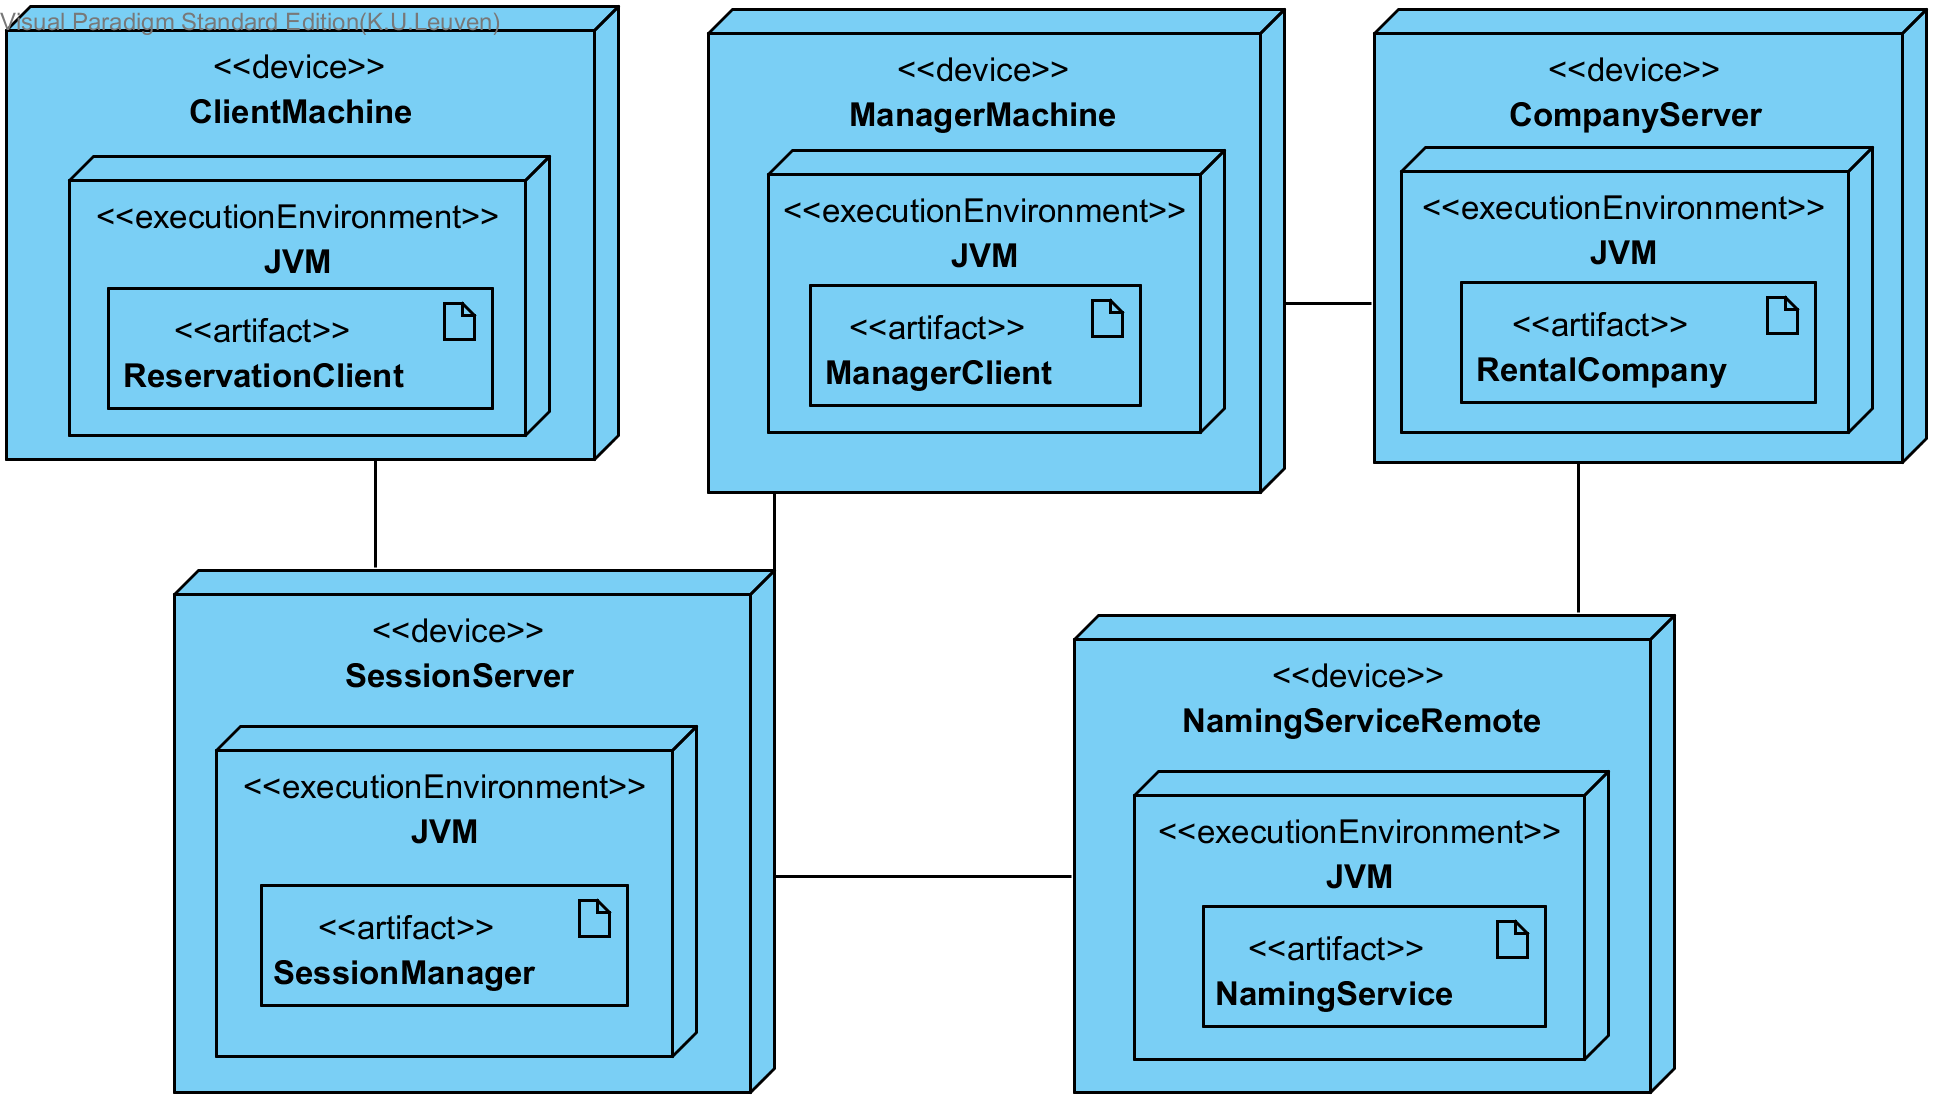 Visual Paradigm Standard Edition(K.U.Leuven)
<<device>>
ClientMachine
<<executionEnvironment>>
JVM
<<artifact>>
ReservationClient
<<device>>
ManagerMachine
<<executionEnvironment>>
JVM
<<artifact>>
ManagerClient
<<device>>
CompanyServer
<<executionEnvironment>>
JVM
<<artifact>>
RentalCompany
<<device>>
SessionServer
<<executionEnvironment>>
JVM
<<artifact>>
SessionManager
<<device>>
NamingServiceRemote
<<executionEnvironment>>
JVM
<<artifact>>
NamingService